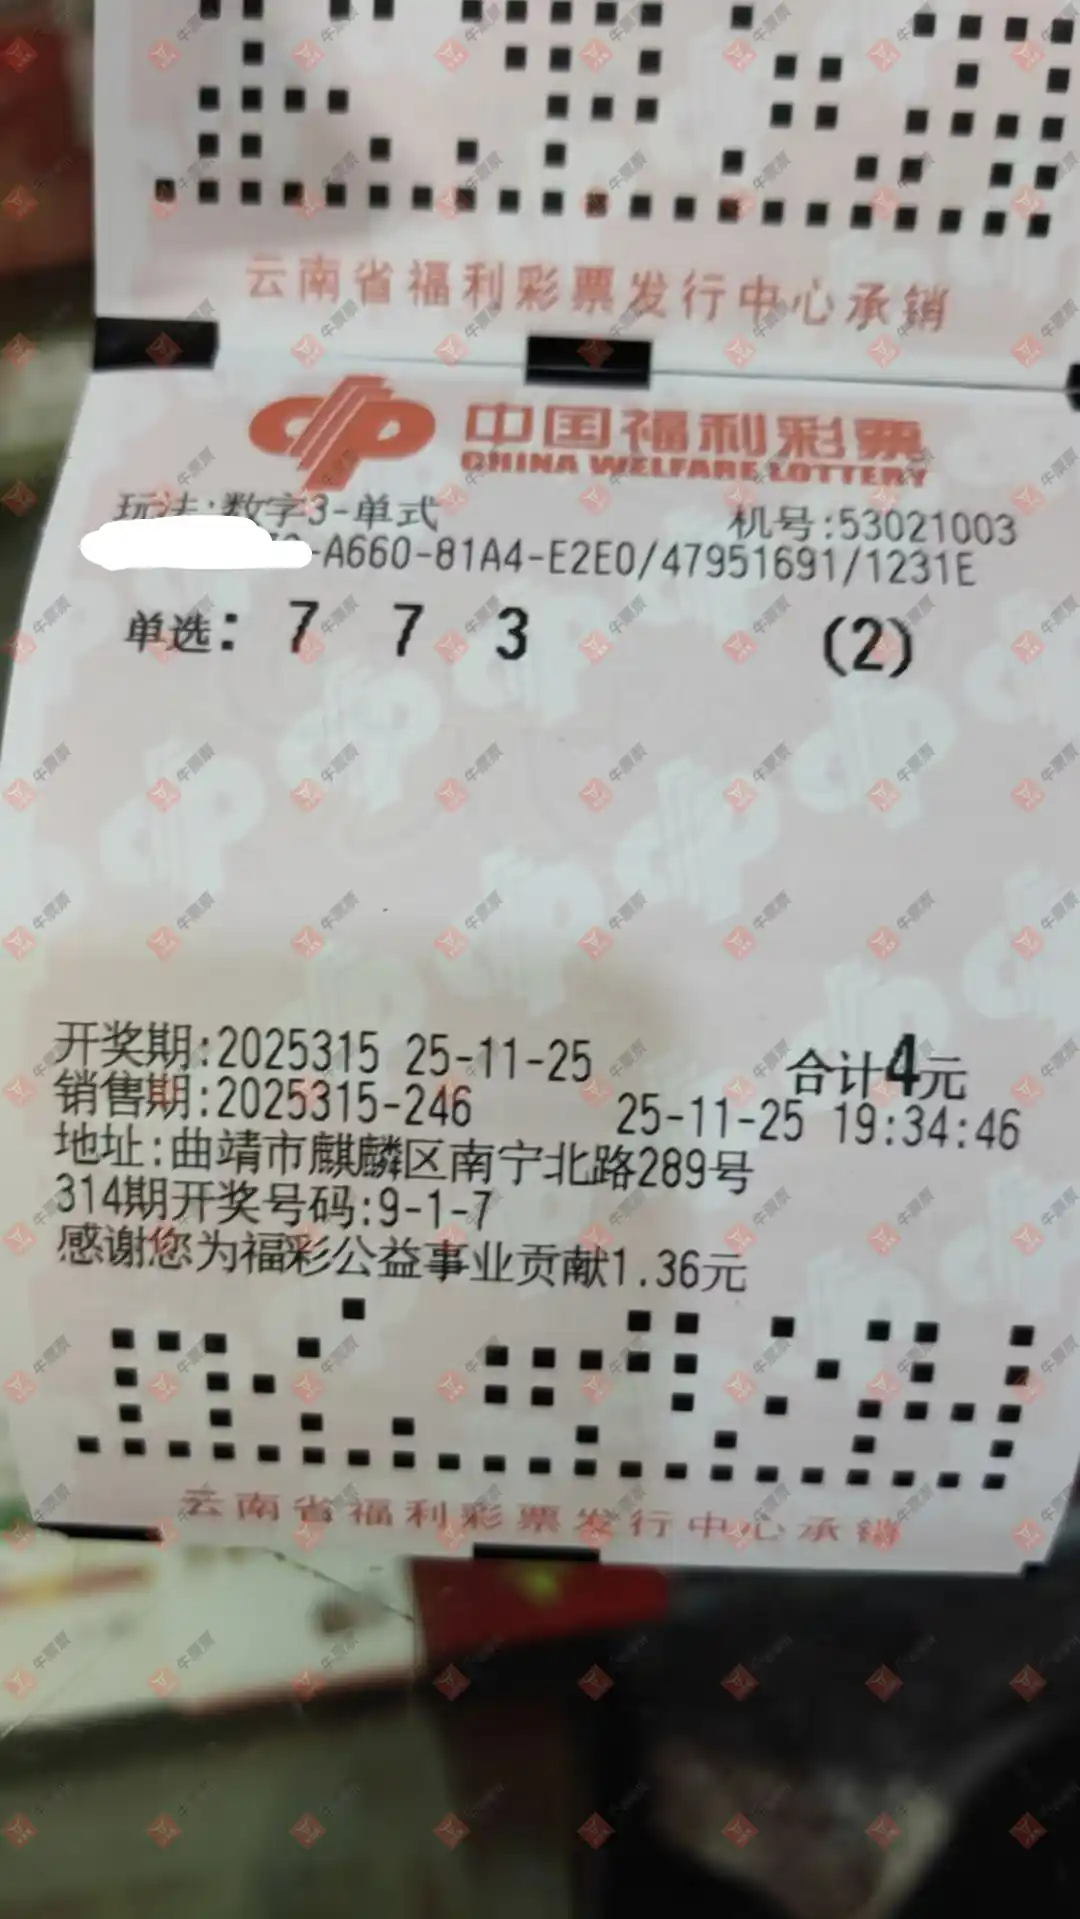 云南省福利彩票发行中心承销
中国福利彩票
CHINA WELFARE LOTTERY
玩法:数字3-单式
机号:53021003
-A660-81A4-E2E0/47951691/1231E
单选: 7 7 3 (2)
开奖期:2025315 25-11-25
合计4元
销售期:2025315-246 25-11-25 19:34:46
地址:曲靖市麒麟区南宁北路289号
314期开奖号码:9-1-7
感谢您为福彩公益事业贡献1.36元
云南省福利彩票发行中心承销